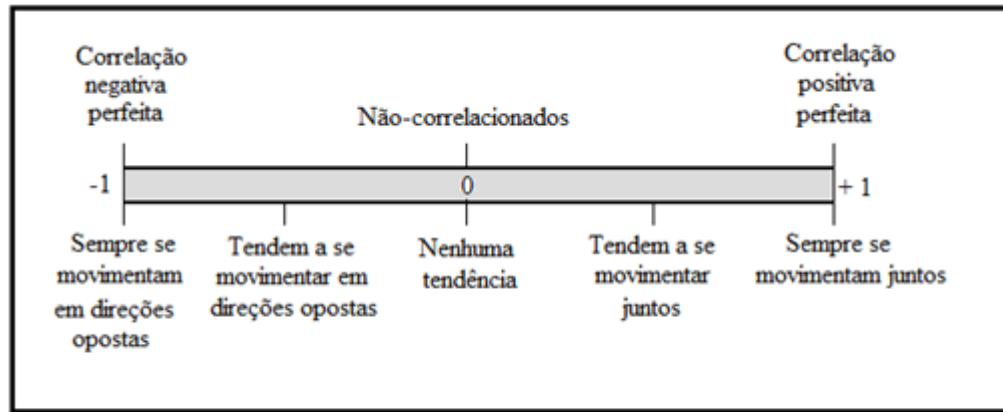 Correlação
negativa
perfeita
Não-correlacionados
Correlação
positiva
perfeita
-1
0
+ 1
Sempre se
movimentam
em direções
opostas
Tendem a se
movimentar em
direções opostas
Nenhuma
tendência
Tendem a se
movimentar
juntos
Sempre se
movimentam juntos